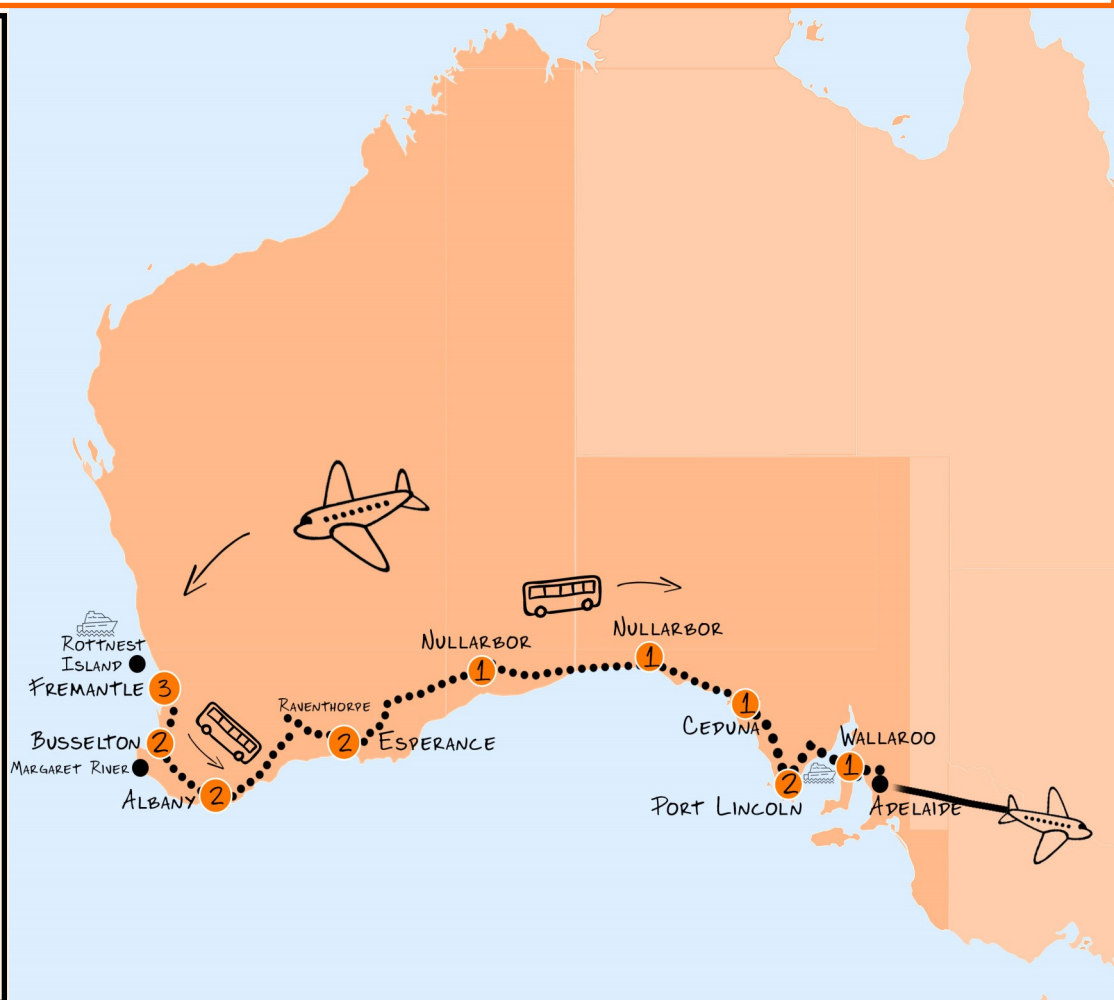 Rottnest
Island
Fremantle 3
Busselton 2
Margaret River
Albany 2
Raventhorpe
2 Esperance
Nullarbor
1
Nullarbor
1
1
Ceduna
Wallaroo
1
2
Port Lincoln
Adelaide